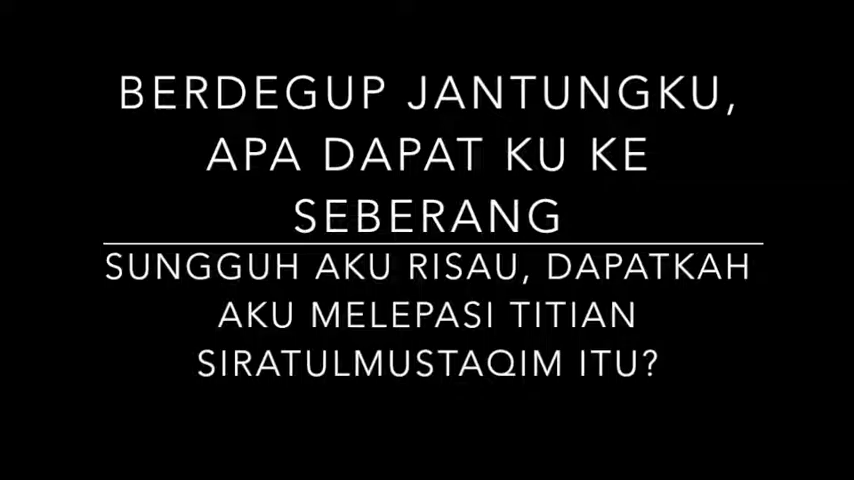 BERDEGUP JANTUNGKU,
APA DAPAT KU KE
SEBERANG
SUNGGUH AKU RISAU, DAPATKAH
AKU MELEPASI TITIAN
SIRATULMUSTAQIM ITU?